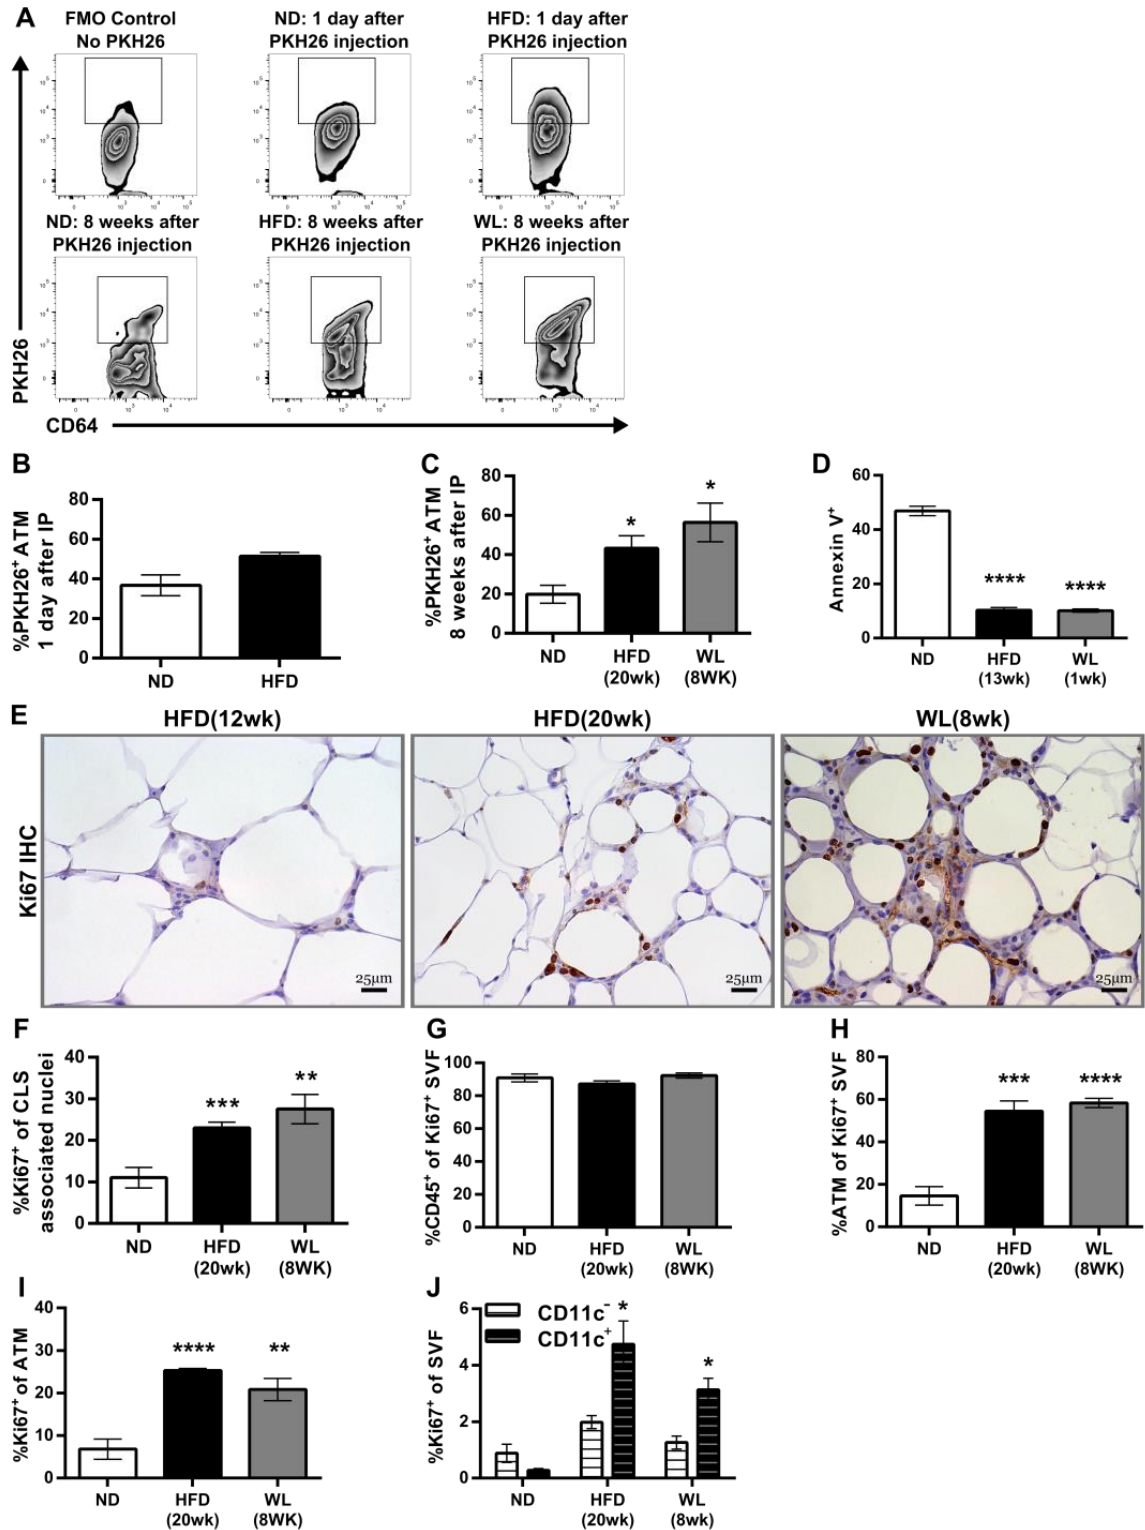 A
FMO Control
No PKH26
ND: 1 day after
PKH26 injection
HFD: 1 day after
PKH26 injection
ND: 8 weeks after
PKH26 injection
HFD: 8 weeks after
PKH26 injection
WL: 8 weeks after
PKH26 injection
PKH26
CD64
B
%PKH26⁺ ATM
1 day after IP
80
60
40
20
0
ND
HFD
C
%PKH26⁺ ATM
8 weeks after IP
80
60
40
20
0
*
*
ND
HFD
(20wk)
WL
(8WK)
D
Annexin V⁺
60
40
20
0
****
****
ND
HFD
(13wk)
WL
(1wk)
E
HFD(12wk)
HFD(20wk)
WL(8wk)
Ki67 IHC
25µm
25µm
25µm
F
%Ki67⁺ of CLS
associated nuclei
40
30
20
10
0
***
**
ND
HFD
(20wk)
WL
(8WK)
G
%CD45⁺ of Ki67⁺ SVF
100
80
60
40
20
0
ND
HFD
(20wk)
WL
(8WK)
H
%ATM of Ki67⁺ SVF
80
60
40
20
0
***
****
ND
HFD
(20wk)
WL
(8WK)
I
%Ki67⁺ of ATM
40
30
20
10
0
****
**
ND
HFD
(20wk)
WL
(8WK)
J
%Ki67⁺ of SVF
6
4
2
0
CD11c⁻
CD11c⁺
*
*
ND
HFD
(20wk)
WL
(8wk)